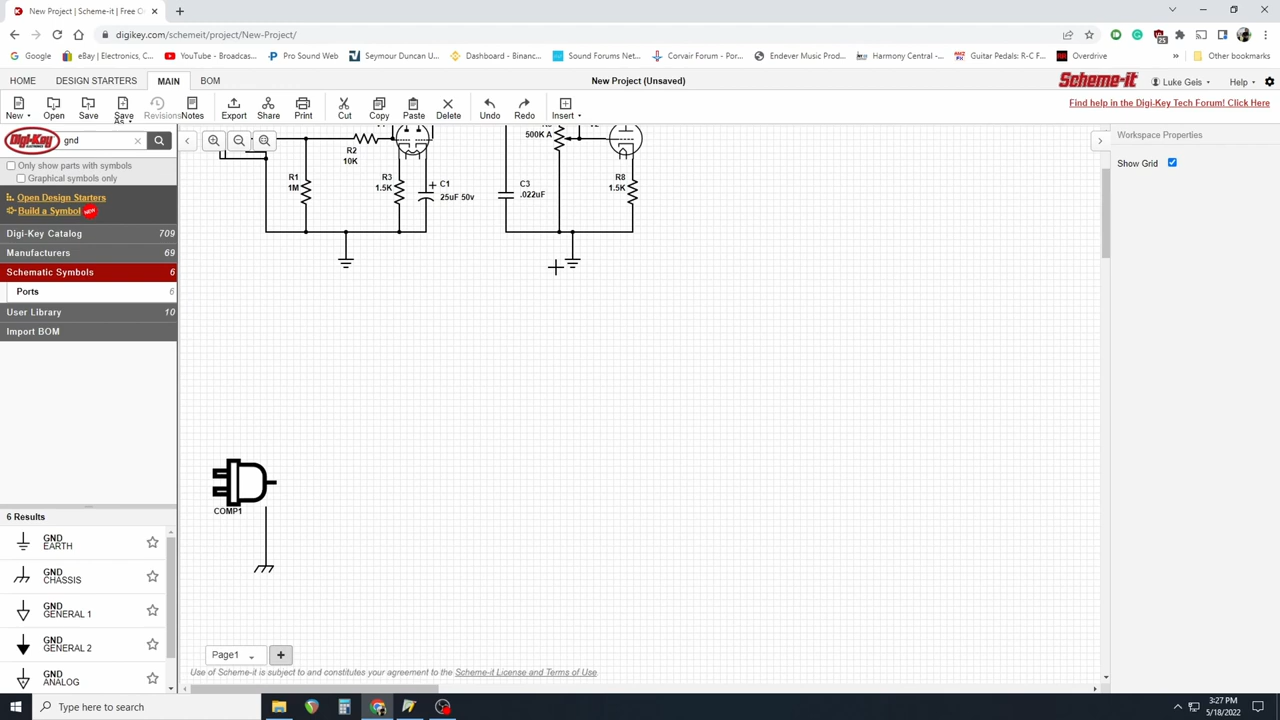 New Project | Scheme-it | Free O
digikey.com/schemeit/project/New-Project/
Google
eBay | Electronics, C...
YouTube - Broadcas...
Pro Sound Web
Seymour Duncan U...
Dashboard - Binanc...
Sound Forums Net...
Corvair Forum - Por...
Endever Music Prod...
Harmony Central -...
Guitar Pedals: R-C F...
Overdrive
Other bookmarks
HOME
DESIGN STARTERS
MAIN
BOM
New Project (Unsaved)
Scheme-it
Luke Geis
Help
New
Open
Save
Save As
Revisions
Notes
Export
Share
Print
Cut
Copy
Paste
Delete
Undo
Redo
Insert
Find help in the Digi-Key Tech Forum! Click Here
Digi-Key
ELECTRONICS
gnd
Only show parts with symbols
Graphical symbols only
Open Design Starters
Build a Symbol NEW
Digi-Key Catalog 709
Manufacturers 69
Schematic Symbols 6
Ports 6
User Library 10
Import BOM
6 Results
GND
EARTH
GND
CHASSIS
GND
GENERAL 1
GND
GENERAL 2
GND
ANALOG
R2
10K
R1
1M
R3
1.5K
C1
25uF 50v
500K A
C3
.022uF
R8
1.5K
COMP1
Workspace Properties
Show Grid
Page1
Use of Scheme-it is subject to and constitutes your agreement to the Scheme-it License and Terms of Use.
Type here to search
3:27 PM
5/18/2022